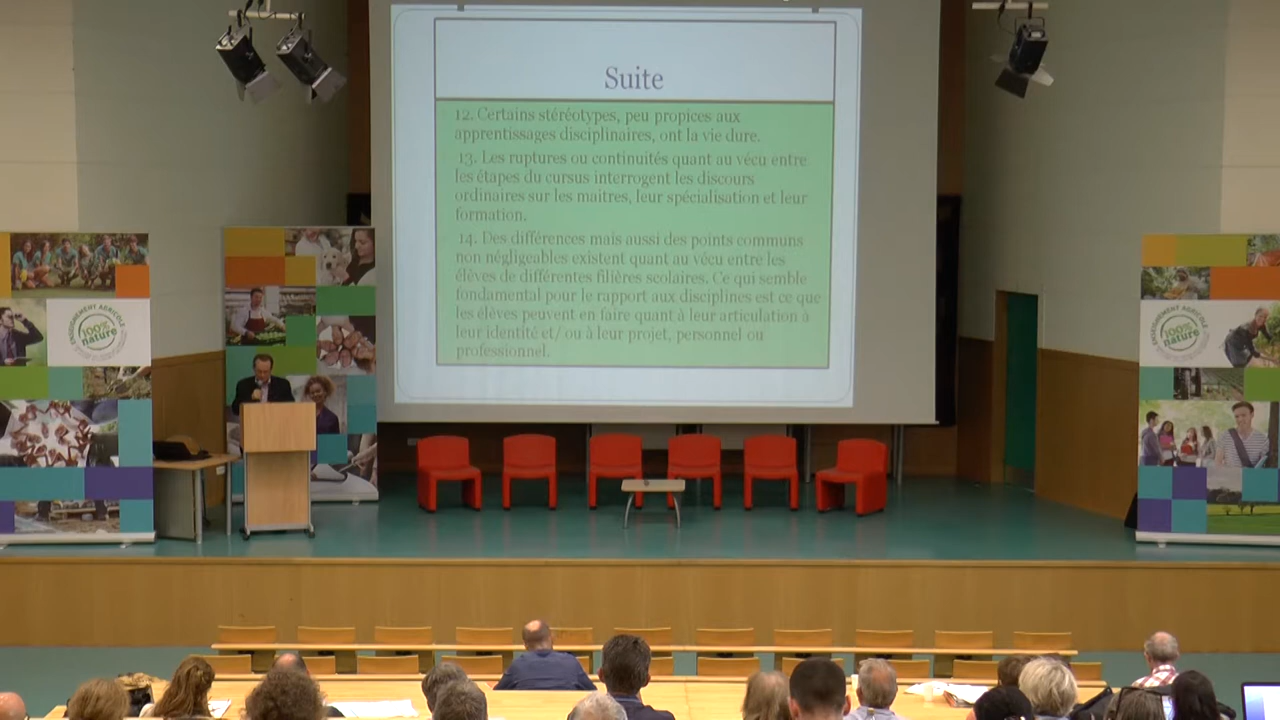 Suite
12. Certains stéréotypes, peu propices aux
apprentissages disciplinaires, ont la vie dure.
13. Les ruptures ou continuités quant au vécu entre
les étapes du cursus interrogent les discours
ordinaires sur les maitres, leur spécialisation et leur
formation.
14. Des différences mais aussi des points communs
non négligeables existent quant au vécu entre les
élèves de différentes filières scolaires. Ce qui semble
fondamental pour le rapport aux disciplines est ce que
les élèves peuvent en faire quant à leur articulation à
leur identité et/ ou à leur projet, personnel ou
professionnel.
ENSEIGNEMENT AGRICOLE
100%
nature
ENSEIGNEMENT AGRICOLE
100%
nature